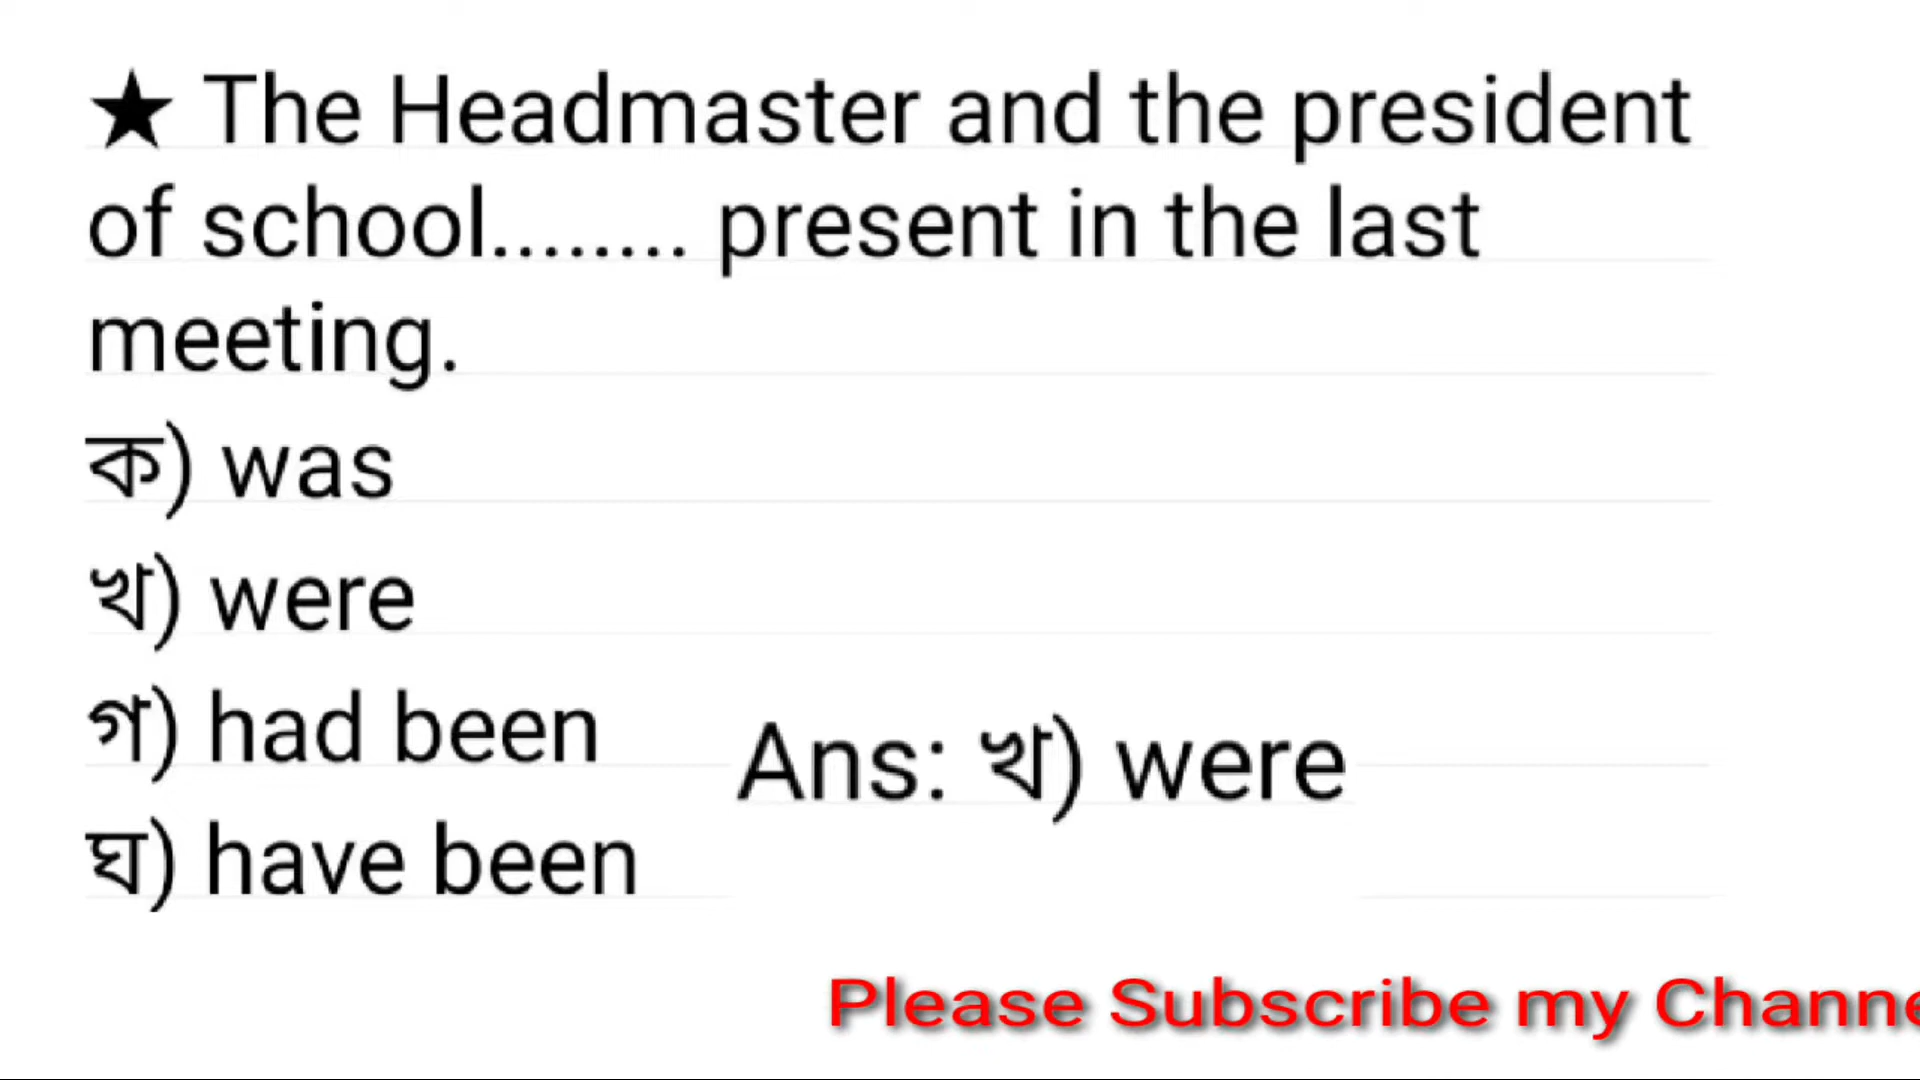 ★ The Headmaster and the president
of school........ present in the last
meeting.
ক) was
খ) were
গ) had been
Ans: খ) were
ঘ) have been
Please Subscribe my Channe